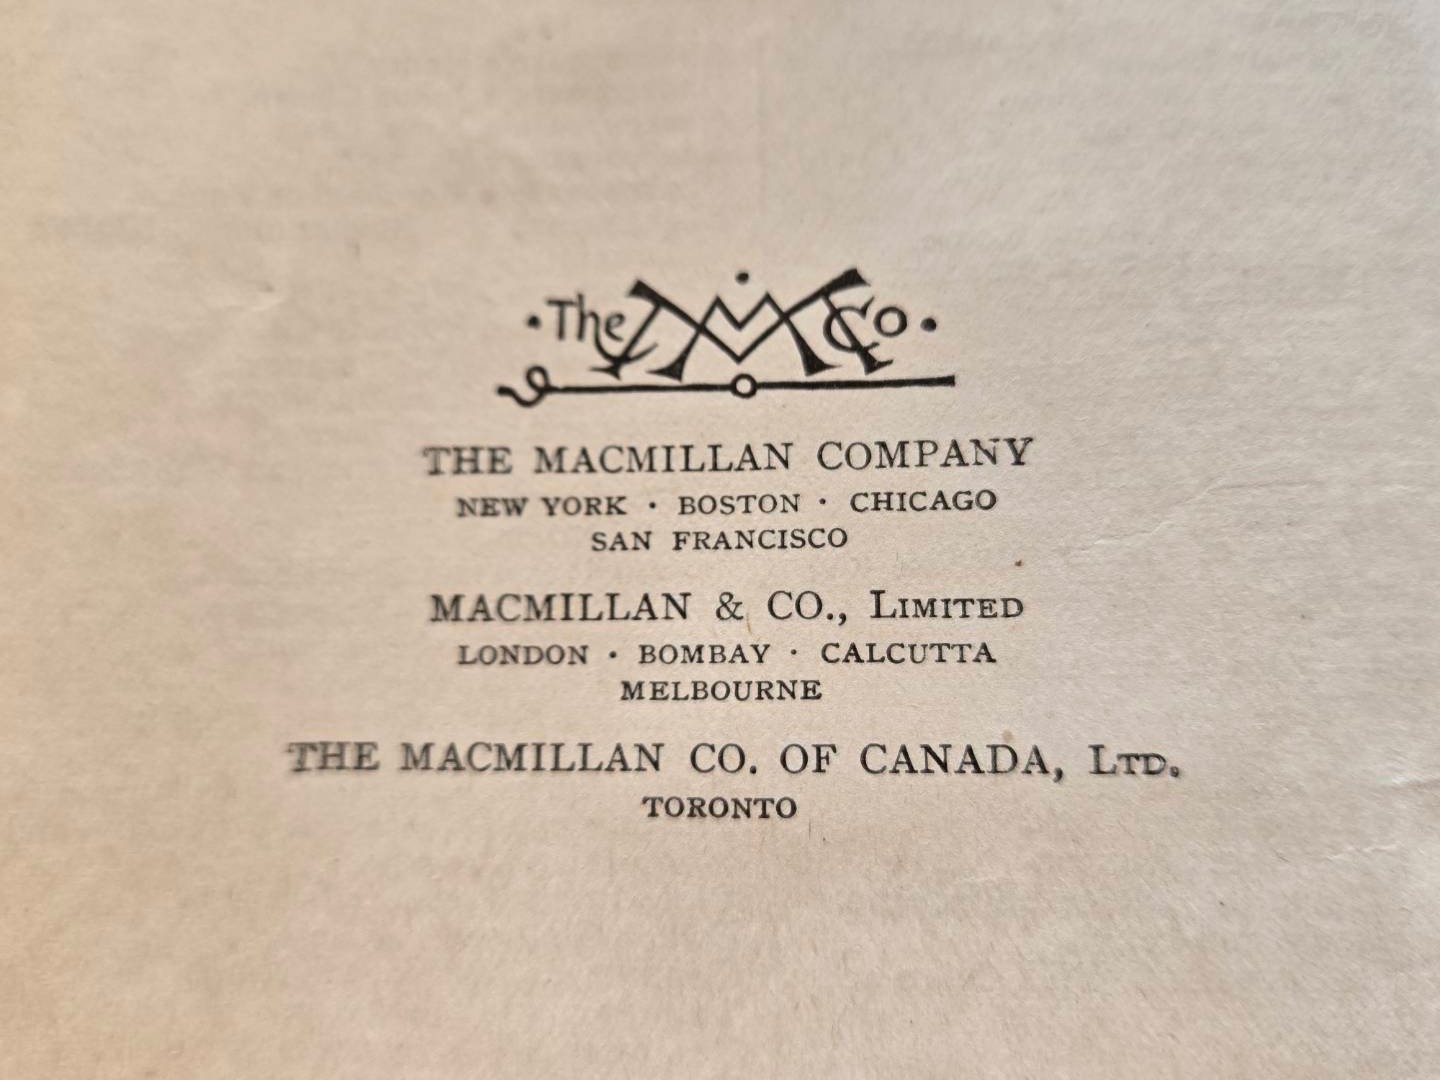 ·The M Co·
THE MACMILLAN COMPANY
NEW YORK · BOSTON · CHICAGO
SAN FRANCISCO
MACMILLAN & CO., LIMITED
LONDON · BOMBAY · CALCUTTA
MELBOURNE
THE MACMILLAN CO. OF CANADA, LTD.
TORONTO